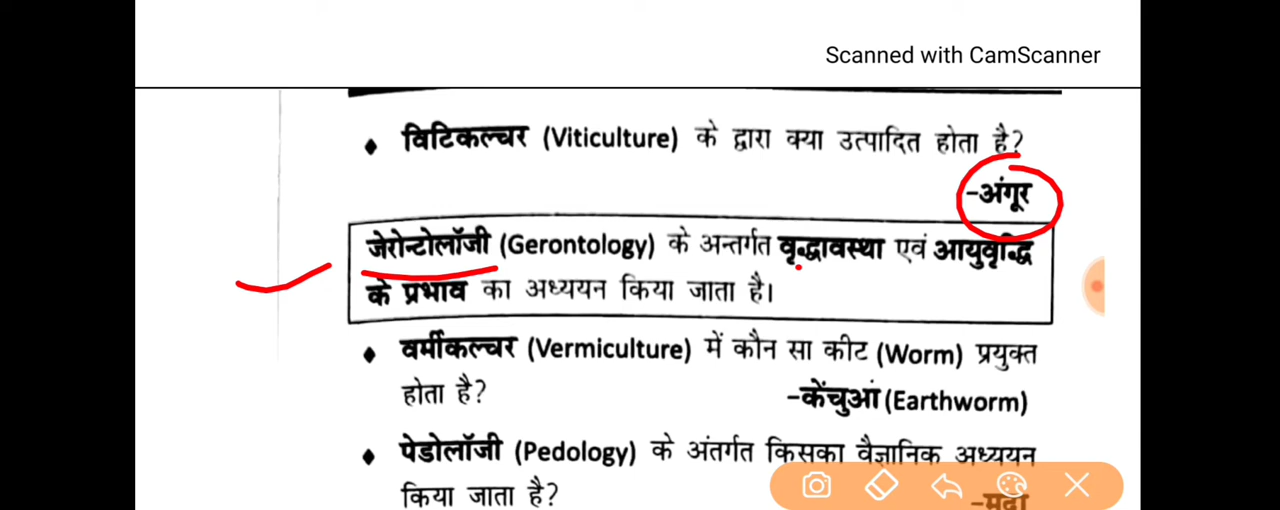 Scanned with CamScanner
♦ विटिकल्चर (Viticulture) के द्वारा क्या उत्पादित होता है?
-अंगूर
जेरोन्टोलॉजी (Gerontology) के अन्तर्गत वृद्धावस्था एवं आयुवृद्धि
के प्रभाव का अध्ययन किया जाता है।
♦ वर्मीकल्चर (Vermiculture) में कौन सा कीट (Worm) प्रयुक्त
होता है? -केंचुआं (Earthworm)
♦ पेडोलॉजी (Pedology) के अंतर्गत किसका वैज्ञानिक अध्ययन
किया जाता है? -मृदा